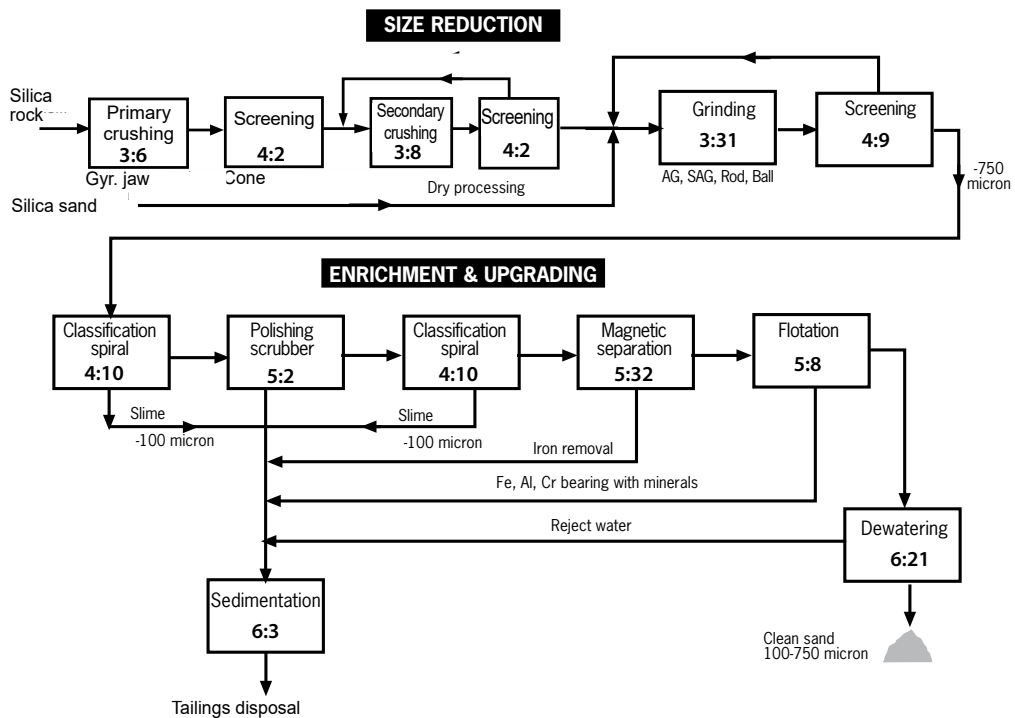 SIZE REDUCTION
Silica
rock
Primary
crushing
3:6
Gyr. jaw
Screening
4:2
Cone
Secondary
crushing
3:8
Screening
4:2
Grinding
3:31
AG, SAG, Rod, Ball
Screening
4:9
-750
micron
Dry processing
Silica sand
ENRICHMENT & UPGRADING
Classification
spiral
4:10
Polishing
scrubber
5:2
Classification
spiral
4:10
Magnetic
separation
5:32
Flotation
5:8
Slime
-100 micron
Slime
-100 micron
Iron removal
Fe, Al, Cr bearing with minerals
Reject water
Dewatering
6:21
Sedimentation
6:3
Clean sand
100-750 micron
Tailings disposal